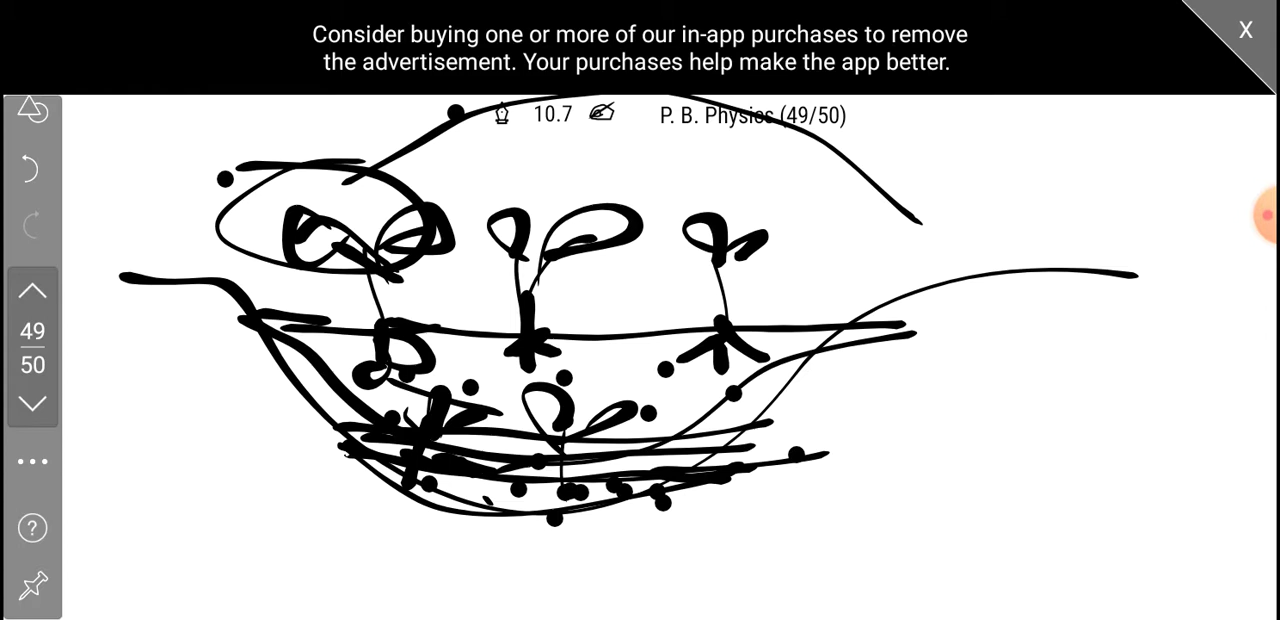 Consider buying one or more of our in-app purchases to remove
the advertisement. Your purchases help make the app better.
X
10.7
P. B. Physics (49/50)
49
50
?